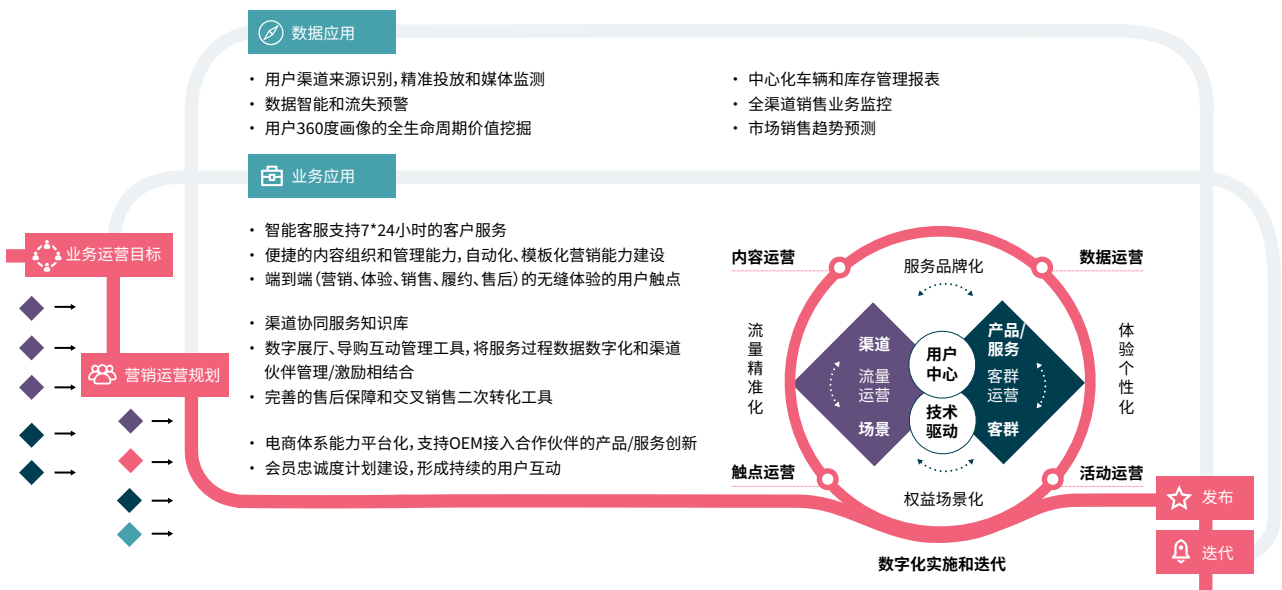 数据应用
· 用户渠道来源识别,精准投放和媒体监测
· 数据智能和流失预警
· 用户360度画像的全生命周期价值挖掘
· 中心化车辆和库存管理报表
· 全渠道销售业务监控
· 市场销售趋势预测
业务应用
· 智能客服支持7*24小时的客户服务
· 便捷的内容组织和管理能力,自动化、模板化营销能力建设
· 端到端(营销、体验、销售、履约、售后)的无缝体验的用户触点
· 渠道协同服务知识库
· 数字展厅、导购互动管理工具,将服务过程数据数字化和渠道
伙伴管理/激励相结合
· 完善的售后保障和交叉销售二次转化工具
· 电商体系能力平台化,支持OEM接入合作伙伴的产品/服务创新
· 会员忠诚度计划建设,形成持续的用户互动
业务运营目标
营销运营规划
内容运营
数据运营
服务品牌化
流量精准化
渠道
流量
运营
场景
用户
中心
技术
驱动
产品/
服务
客群
运营
客群
体验个性化
触点运营
活动运营
权益场景化
数字化实施和迭代
发布
迭代